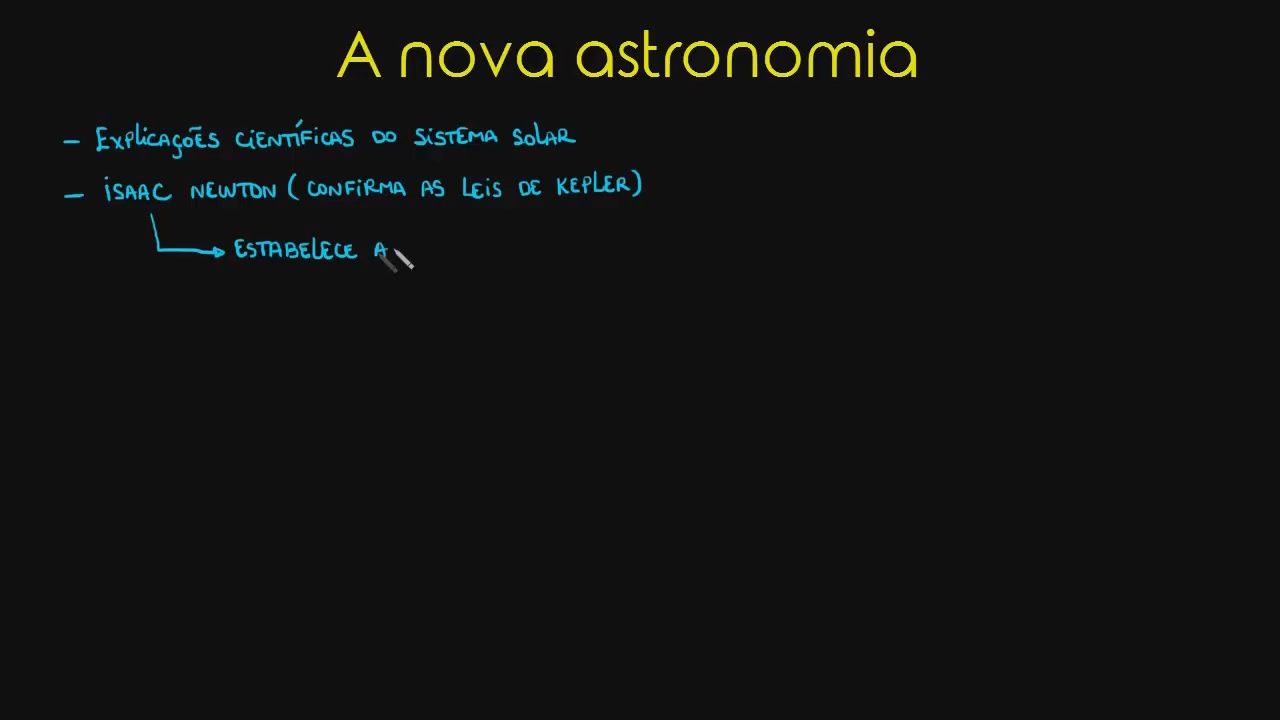 A nova astronomia
- EXPLICAÇÕES CIENTÍFICAS DO SISTEMA SOLAR
- ISAAC NEWTON (CONFIRMA AS LEIS DE KEPLER)
ESTABELECE A